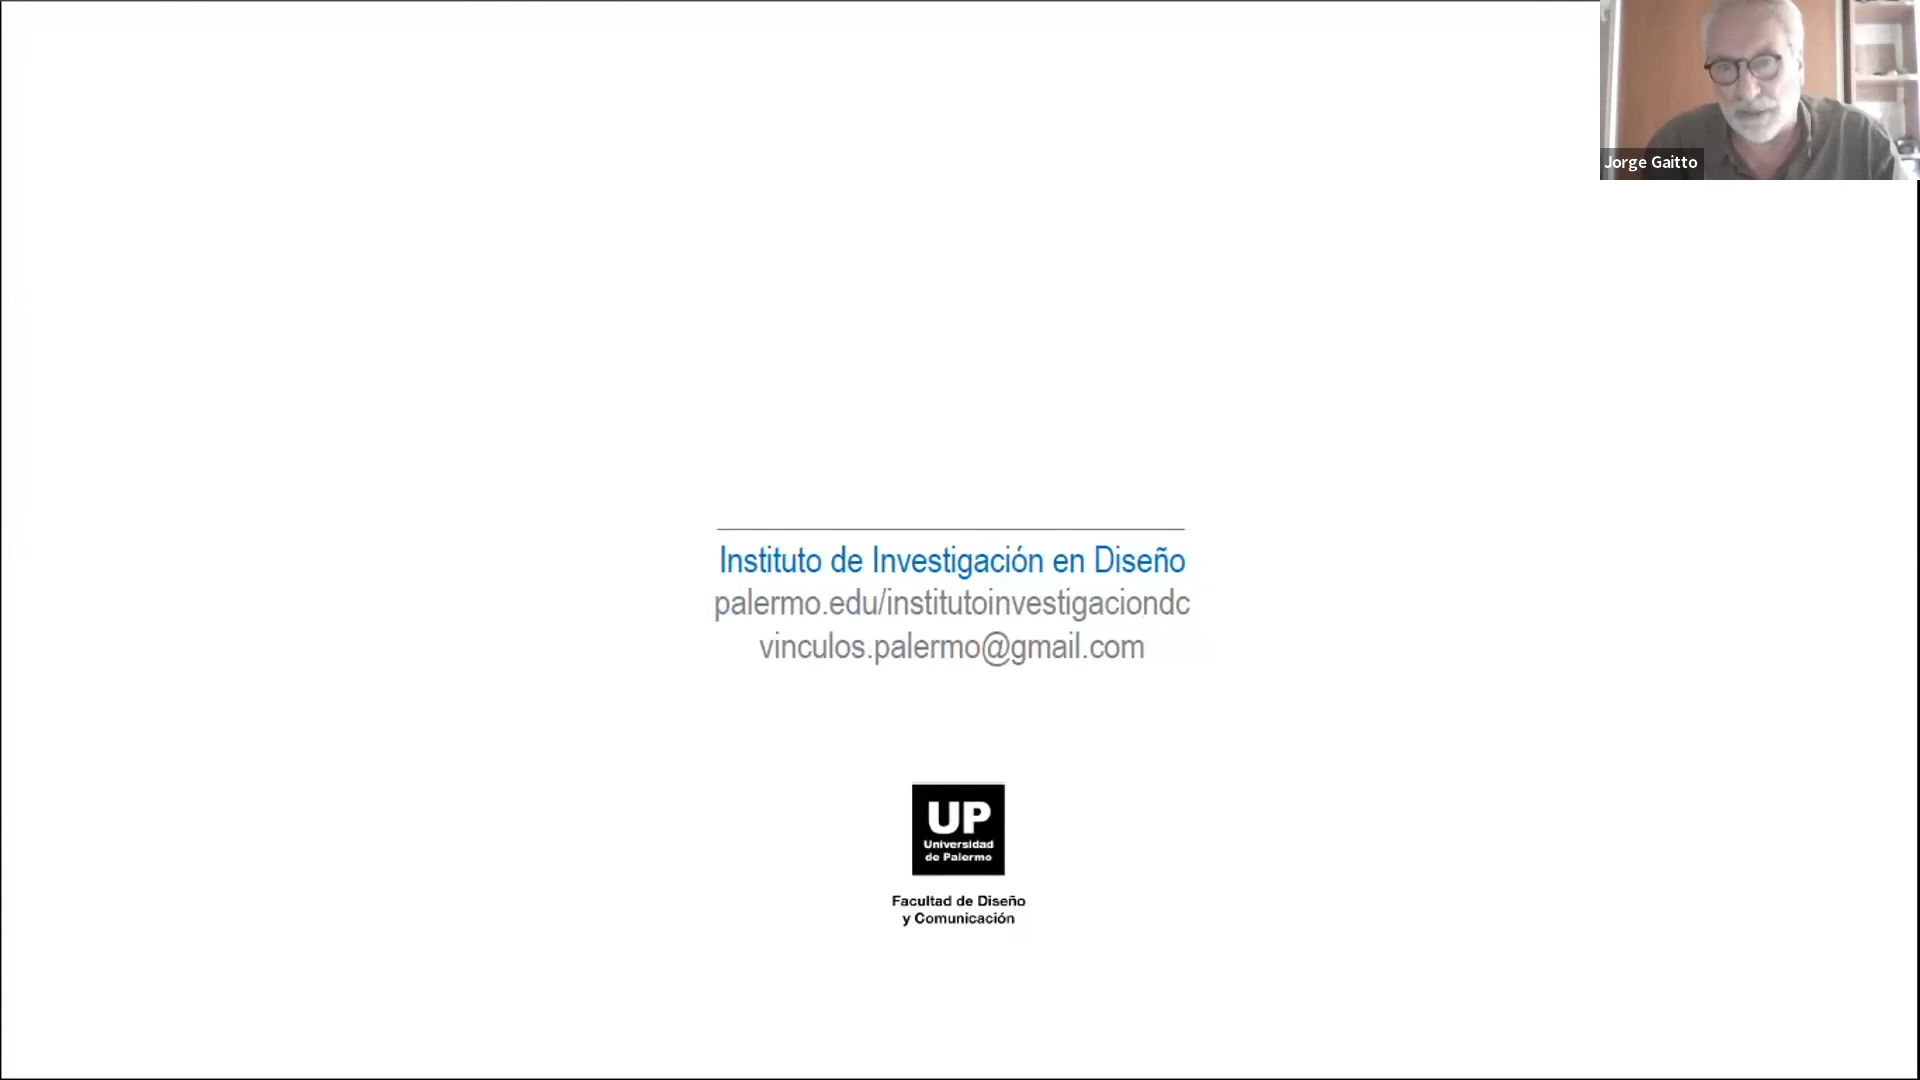 Jorge Gaitto
Instituto de Investigación en Diseño
palermo.edu/institutoinvestigaciondc
vinculos.palermo@gmail.com
UP
Universidad
de Palermo
Facultad de Diseño
y Comunicación